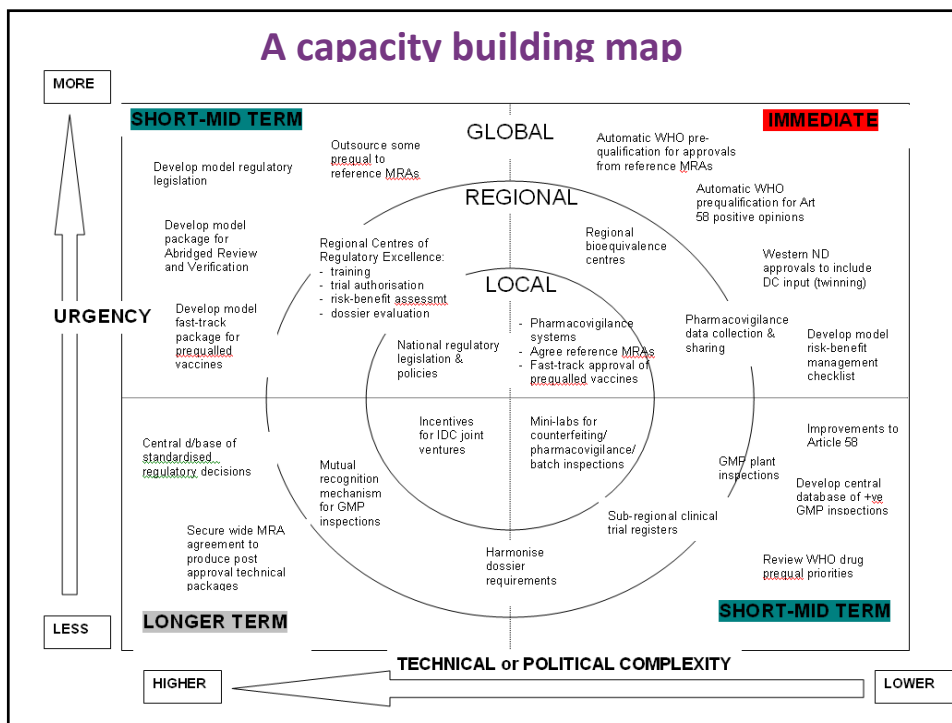 A capacity building map
MORE
SHORT-MID TERM
GLOBAL
IMMEDIATE
Outsource some
prequal to
reference MRAs
Automatic WHO pre-
qualification for approvals
from reference MRAs
Develop model regulatory
legislation
REGIONAL
Automatic WHO
prequalification for Art
58 positive opinions
Develop model
package for
Abridged Review
and Verification
Regional Centres of
Regulatory Excellence:
- training
- trial authorisation
- risk-benefit assessmt
- dossier evaluation
Regional
bioequivalence
centres
Western ND
approvals to include
DC input (twinning)
LOCAL
URGENCY
Develop model
fast-track
package for
prequalled
vaccines
National regulatory
legislation &
policies
- Pharmacovigilance
systems
- Agree reference MRAs
- Fast-track approval of
prequalled vaccines
Pharmacovigilance
data collection &
sharing
Develop model
risk-benefit
management
checklist
Central d/base of
standardised
regulatory decisions
Incentives
for IDC joint
ventures
Mini-labs for
counterfeiting/
pharmacovigilance/
batch inspections
Improvements to
Article 58
Mutual
recognition
mechanism
for GMP
inspections
GMP plant
inspections
Develop central
database of +ve
GMP inspections
Secure wide MRA
agreement to
produce post
approval technical
packages
Sub-regional clinical
trial registers
Harmonise
dossier
requirements
Review WHO drug
prequal priorities
LESS
LONGER TERM
SHORT-MID TERM
TECHNICAL or POLITICAL COMPLEXITY
HIGHER
LOWER